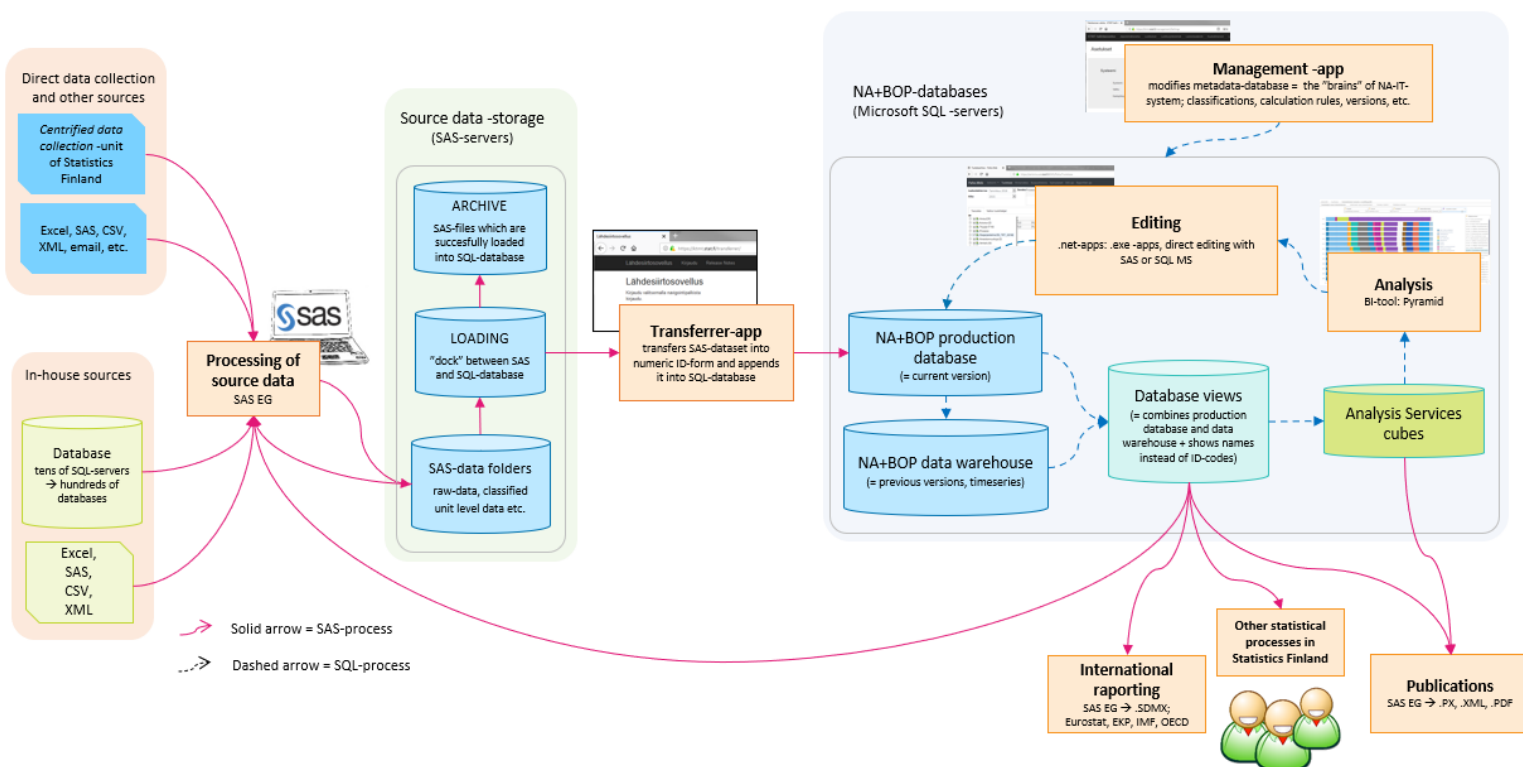 Direct data collection
and other sources
Centrified data
collection -unit
of Statistics
Finland
Excel, SAS, CSV,
XML, email, etc.
In-house sources
Database
tens of SQL-servers
→ hundreds of
databases
Excel,
SAS,
CSV,
XML
sas
Processing of
source data
SAS EG
Solid arrow = SAS-process
Dashed arrow = SQL-process
Source data -storage
(SAS-servers)
ARCHIVE
SAS-files which are
succesfully loaded
into SQL-database
LOADING
"dock" between SAS
and SQL-database
SAS-data folders
raw-data, classified
unit level data etc.
Lähdesiirtosovellus
Lähdesiirtosovellus
Transferrer-app
transfers SAS-dataset into
numeric ID-form and appends
it into SQL-database
NA+BOP-databases
(Microsoft SQL -servers)
Management -app
modifies metadata-database = the "brains" of NA-IT-
system; classifications, calculation rules, versions, etc.
Editing
.net-apps: .exe -apps, direct editing with
SAS or SQL MS
Analysis
BI-tool: Pyramid
NA+BOP production
database
(= current version)
NA+BOP data warehouse
(= previous versions, timeseries)
Database views
(= combines production
database and data
warehouse + shows names
instead of ID-codes)
Analysis Services
cubes
International
raporting
SAS EG → .SDMX;
Eurostat, EKP, IMF, OECD
Other statistical
processes in
Statistics Finland
Publications
SAS EG → .PX, .XML, .PDF